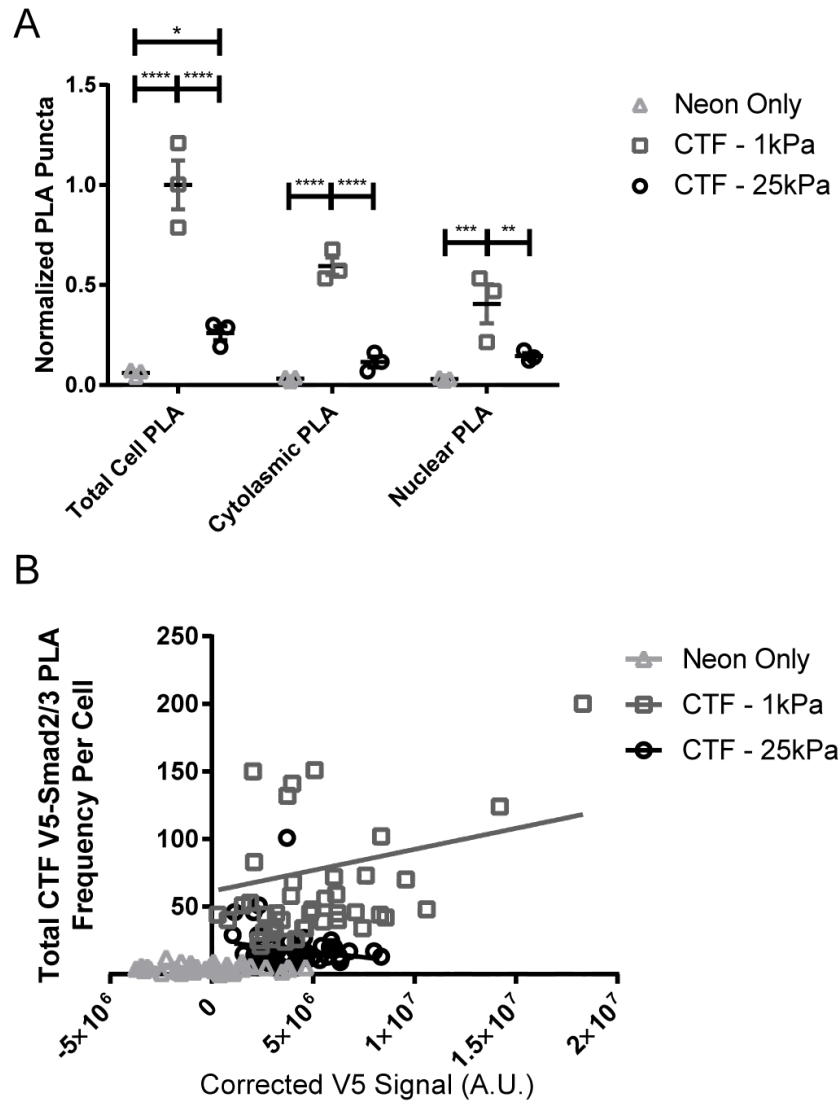 A
*
**** ****
**** ****
*** **
Normalized PLA Puncta
1.5
1.0
0.5
0.0
Total Cell PLA
Cytolasmic PLA
Nuclear PLA
Neon Only
CTF - 1kPa
CTF - 25kPa
B
Total CTF V5-Smad2/3 PLA
Frequency Per Cell
250
200
150
100
50
-5×10⁶
0
5×10⁶
1×10⁷
1.5×10⁷
2×10⁷
Corrected V5 Signal (A.U.)
Neon Only
CTF - 1kPa
CTF - 25kPa